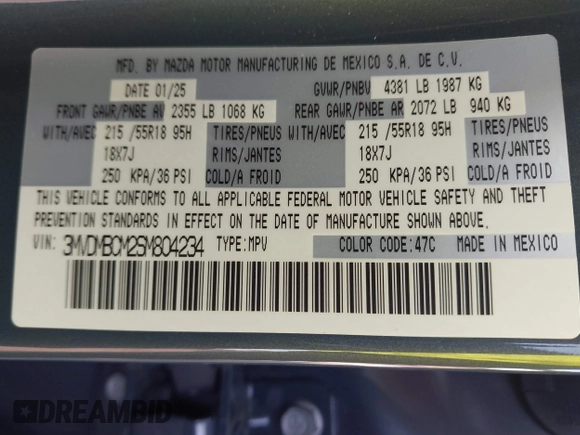 MFD. BY MAZDA MOTOR MANUFACTURING DE MEXICO S.A. DE C.V.
DATE 01/25 GVWR/PNBV 4381 LB 1987 KG
FRONT GAWR/PNBE AV 2355 LB 1068 KG REAR GAWR/PNBE AR 2072 LB 940 KG
WITH/AVEC 215 /55R18 95H TIRES/PNEUS WITH/AVEC 215 /55R18 95H TIRES/PNEUS
18X7J RIMS/JANTES 18X7J RIMS/JANTES
250 KPA/36 PSI COLD/A FROID 250 KPA/36 PSI COLD/A FROID
THIS VEHICLE CONFORMS TO ALL APPLICABLE FEDERAL MOTOR VEHICLE SAFETY AND THEFT
PREVENTION STANDARDS IN EFFECT ON THE DATE OF MANUFACTURE SHOWN ABOVE.
VIN: 3MVDMBCM2SM804234 TYPE:MPV COLOR CODE:47C MADE IN MEXICO
DREAMBID